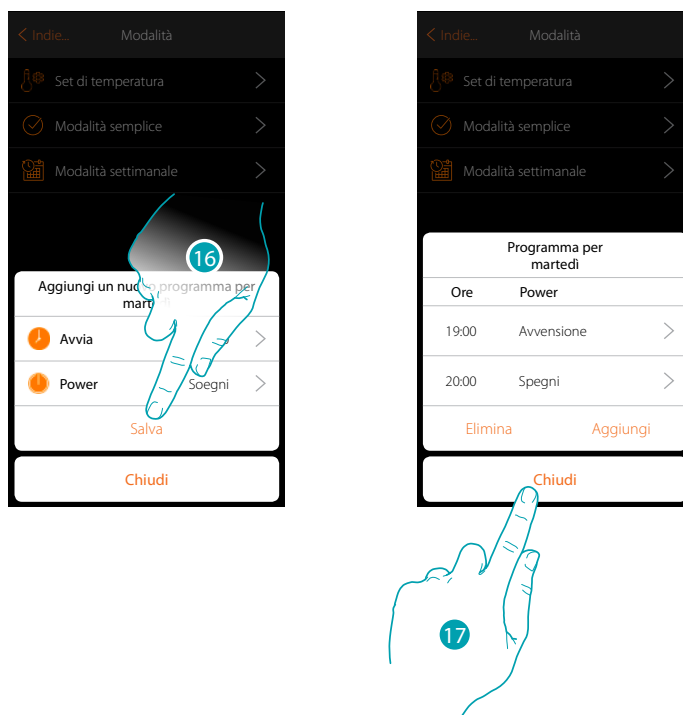 Indie... Modalità
Set di temperatura
Modalità semplice
Modalità settimanale
16
Aggiungi un nuovo programma per
martedì
Avvia
Power Soegni
Salva
Chiudi
Indie... Modalità
Set di temperatura
Modalità semplice
Modalità settimanale
Programma per
martedì
Ore Power
19:00 Avvensione
20:00 Spegni
Elimina Aggiungi
Chiudi
17